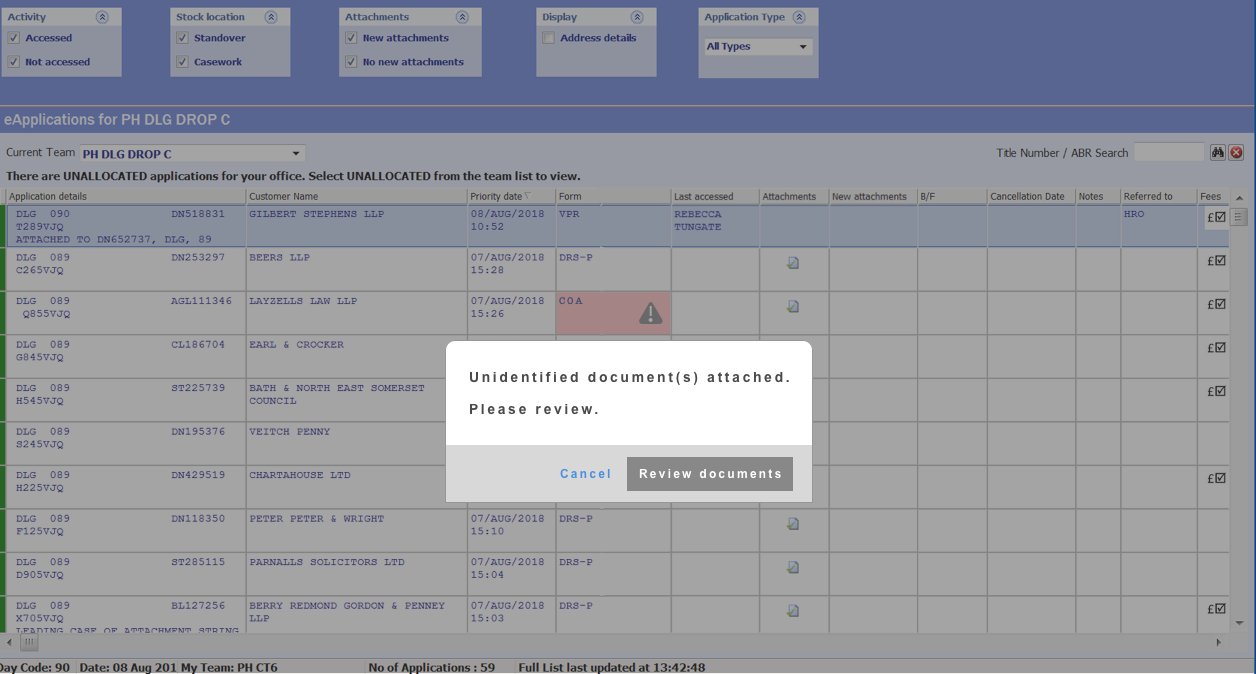 Activity
Accessed
Not accessed
Stock location
Standover
Casework
Attachments
New attachments
No new attachments
Display
Address details
Application Type
All Types
eApplications for PH DLG DROP C
Current Team PH DLG DROP C
Title Number / ABR Search
There are UNALLOCATED applications for your office. Select UNALLOCATED from the team list to view.
Application details Customer Name Priority date Form Last accessed Attachments New attachments B/F Cancellation Date Notes Referred to Fees
DLG 090 DN518831 GILBERT STEPHENS LLP 08/AUG/2018 VPR REBECCA HRO £
T289VJQ 10:52 TUNGATE
ATTACHED TO DN652737, DLG, 89
DLG 089 DN253297 BEERS LLP 07/AUG/2018 DRS-P £
C265VJQ 15:28
DLG 089 AGL111346 LAYZELLS LAW LLP 07/AUG/2018 COA £
Q855VJQ 15:26
DLG 089 CL186704 EARL & CROCKER £
G845VJQ
DLG 089 ST225739 BATH & NORTH EAST SOMERSET £
H545VJQ COUNCIL
DLG 089 DN195376 VEITCH PENNY
S245VJQ
DLG 089 DN429519 CHARTAHOUSE LTD £
H225VJQ
Unidentified document(s) attached.
Please review.
Cancel Review documents
DLG 089 DN118350 PETER PETER & WRIGHT 07/AUG/2018 DRS-P
F125VJQ 15:10
DLG 089 ST285115 PARNALLS SOLICITORS LTD 07/AUG/2018 DRS-P
D905VJQ 15:04
DLG 089 BL127256 BERRY REDMOND GORDON & PENNEY 07/AUG/2018 DRS-P £
X705VJQ LLP 15:03
LEADING CASE OF ATTACHMENT STRING
Day Code: 90 Date: 08 Aug 201 My Team: PH CT6 No of Applications : 59 Full List last updated at 13:42:48